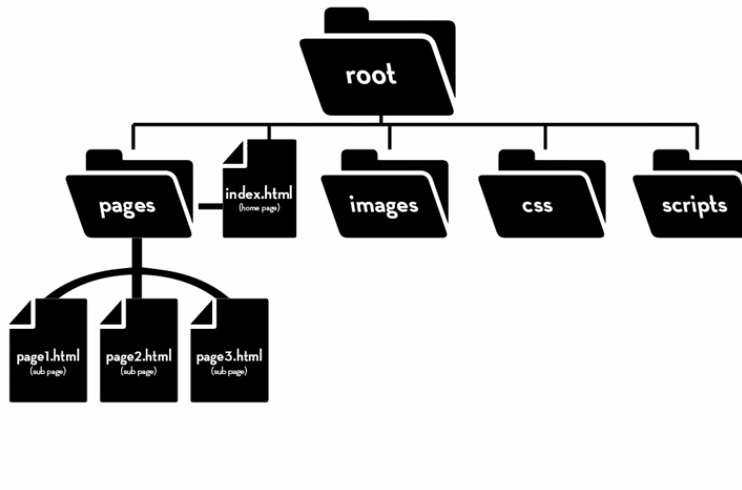 root
pages
index.html
(home page)
images
css
scripts
page1.html
(sub page)
page2.html
(sub page)
page3.html
(sub page)